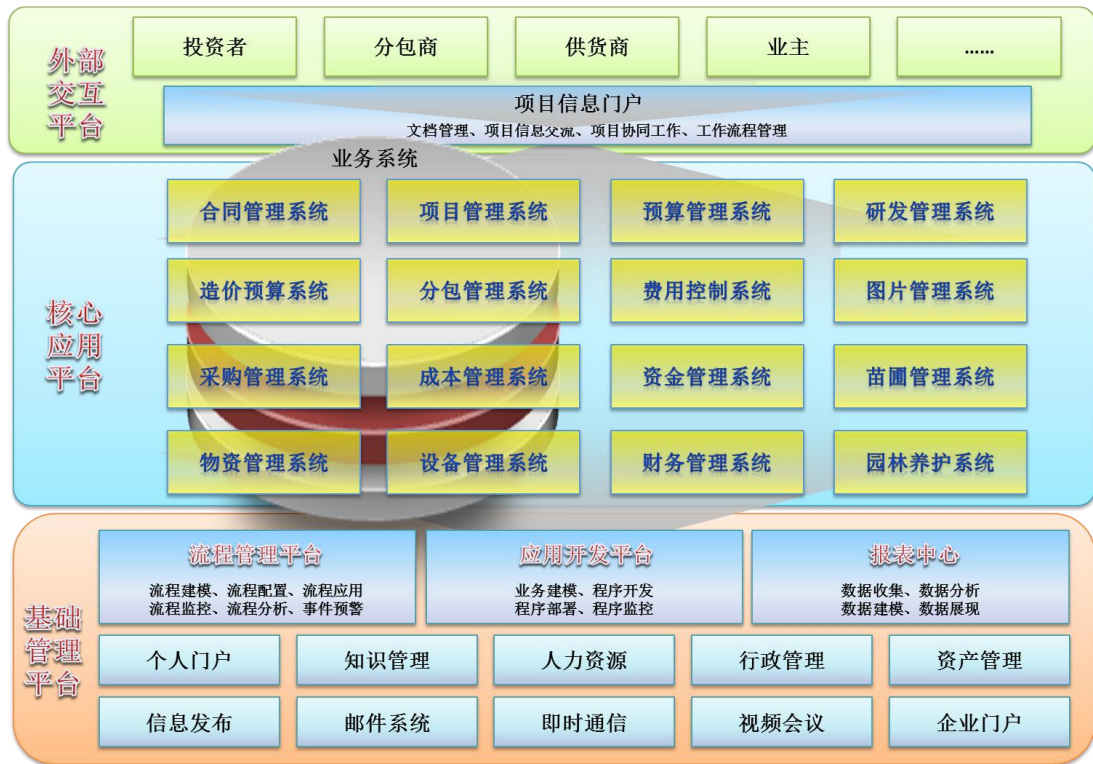 外部
交互
平台
投资者
分包商
供货商
业主
......
项目信息门户
文档管理、项目信息交流、项目协同工作、工作流程管理
业务系统
核心
应用
平台
合同管理系统
项目管理系统
预算管理系统
研发管理系统
造价预算系统
分包管理系统
费用控制系统
图片管理系统
采购管理系统
成本管理系统
资金管理系统
苗圃管理系统
物资管理系统
设备管理系统
财务管理系统
园林养护系统
基础
管理
平台
流程管理平台
流程建模、流程配置、流程应用
流程监控、流程分析、事件预警
应用开发平台
业务建模、程序开发
程序部署、程序监控
报表中心
数据收集、数据分析
数据建模、数据展现
个人门户
知识管理
人力资源
行政管理
资产管理
信息发布
邮件系统
即时通信
视频会议
企业门户